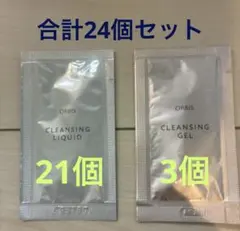 合計24個セット
ORBIS
CLEANSING
LIQUID
21個
ORBIS
CLEANSING
GEL
3個